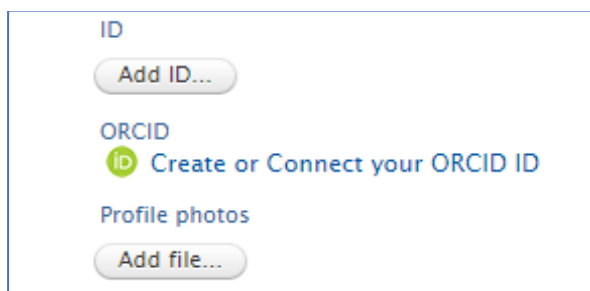 ID
Add ID...
ORCID
iD Create or Connect your ORCID ID
Profile photos
Add file...